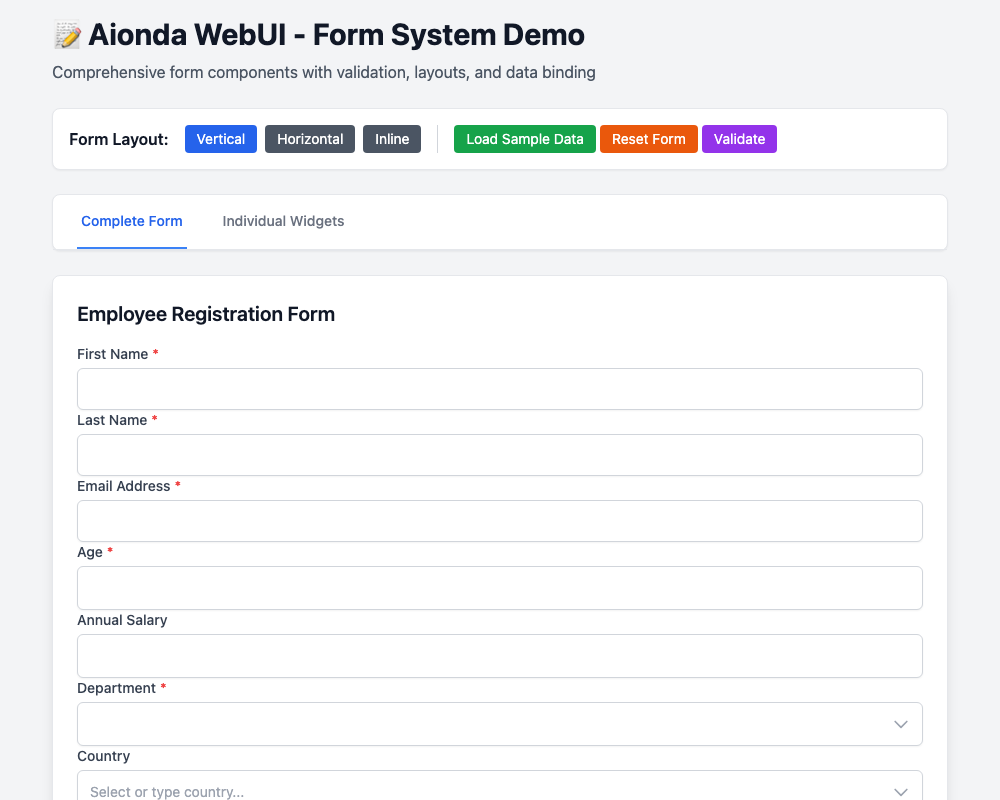 📝 Aionda WebUI - Form System Demo
Comprehensive form components with validation, layouts, and data binding
Form Layout: Vertical Horizontal Inline Load Sample Data Reset Form Validate
Complete Form Individual Widgets
Employee Registration Form
First Name *
Last Name *
Email Address *
Age *
Annual Salary
Department *
Country
Select or type country...